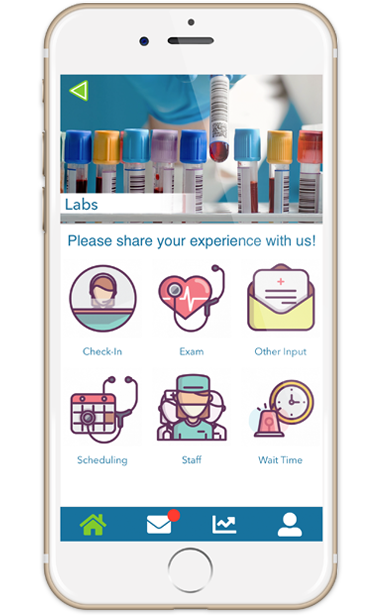 Labs
Please share your experience with us!
Check-In
Exam
Other Input
Scheduling
Staff
Wait Time